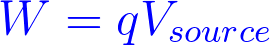 W = qV_{source}